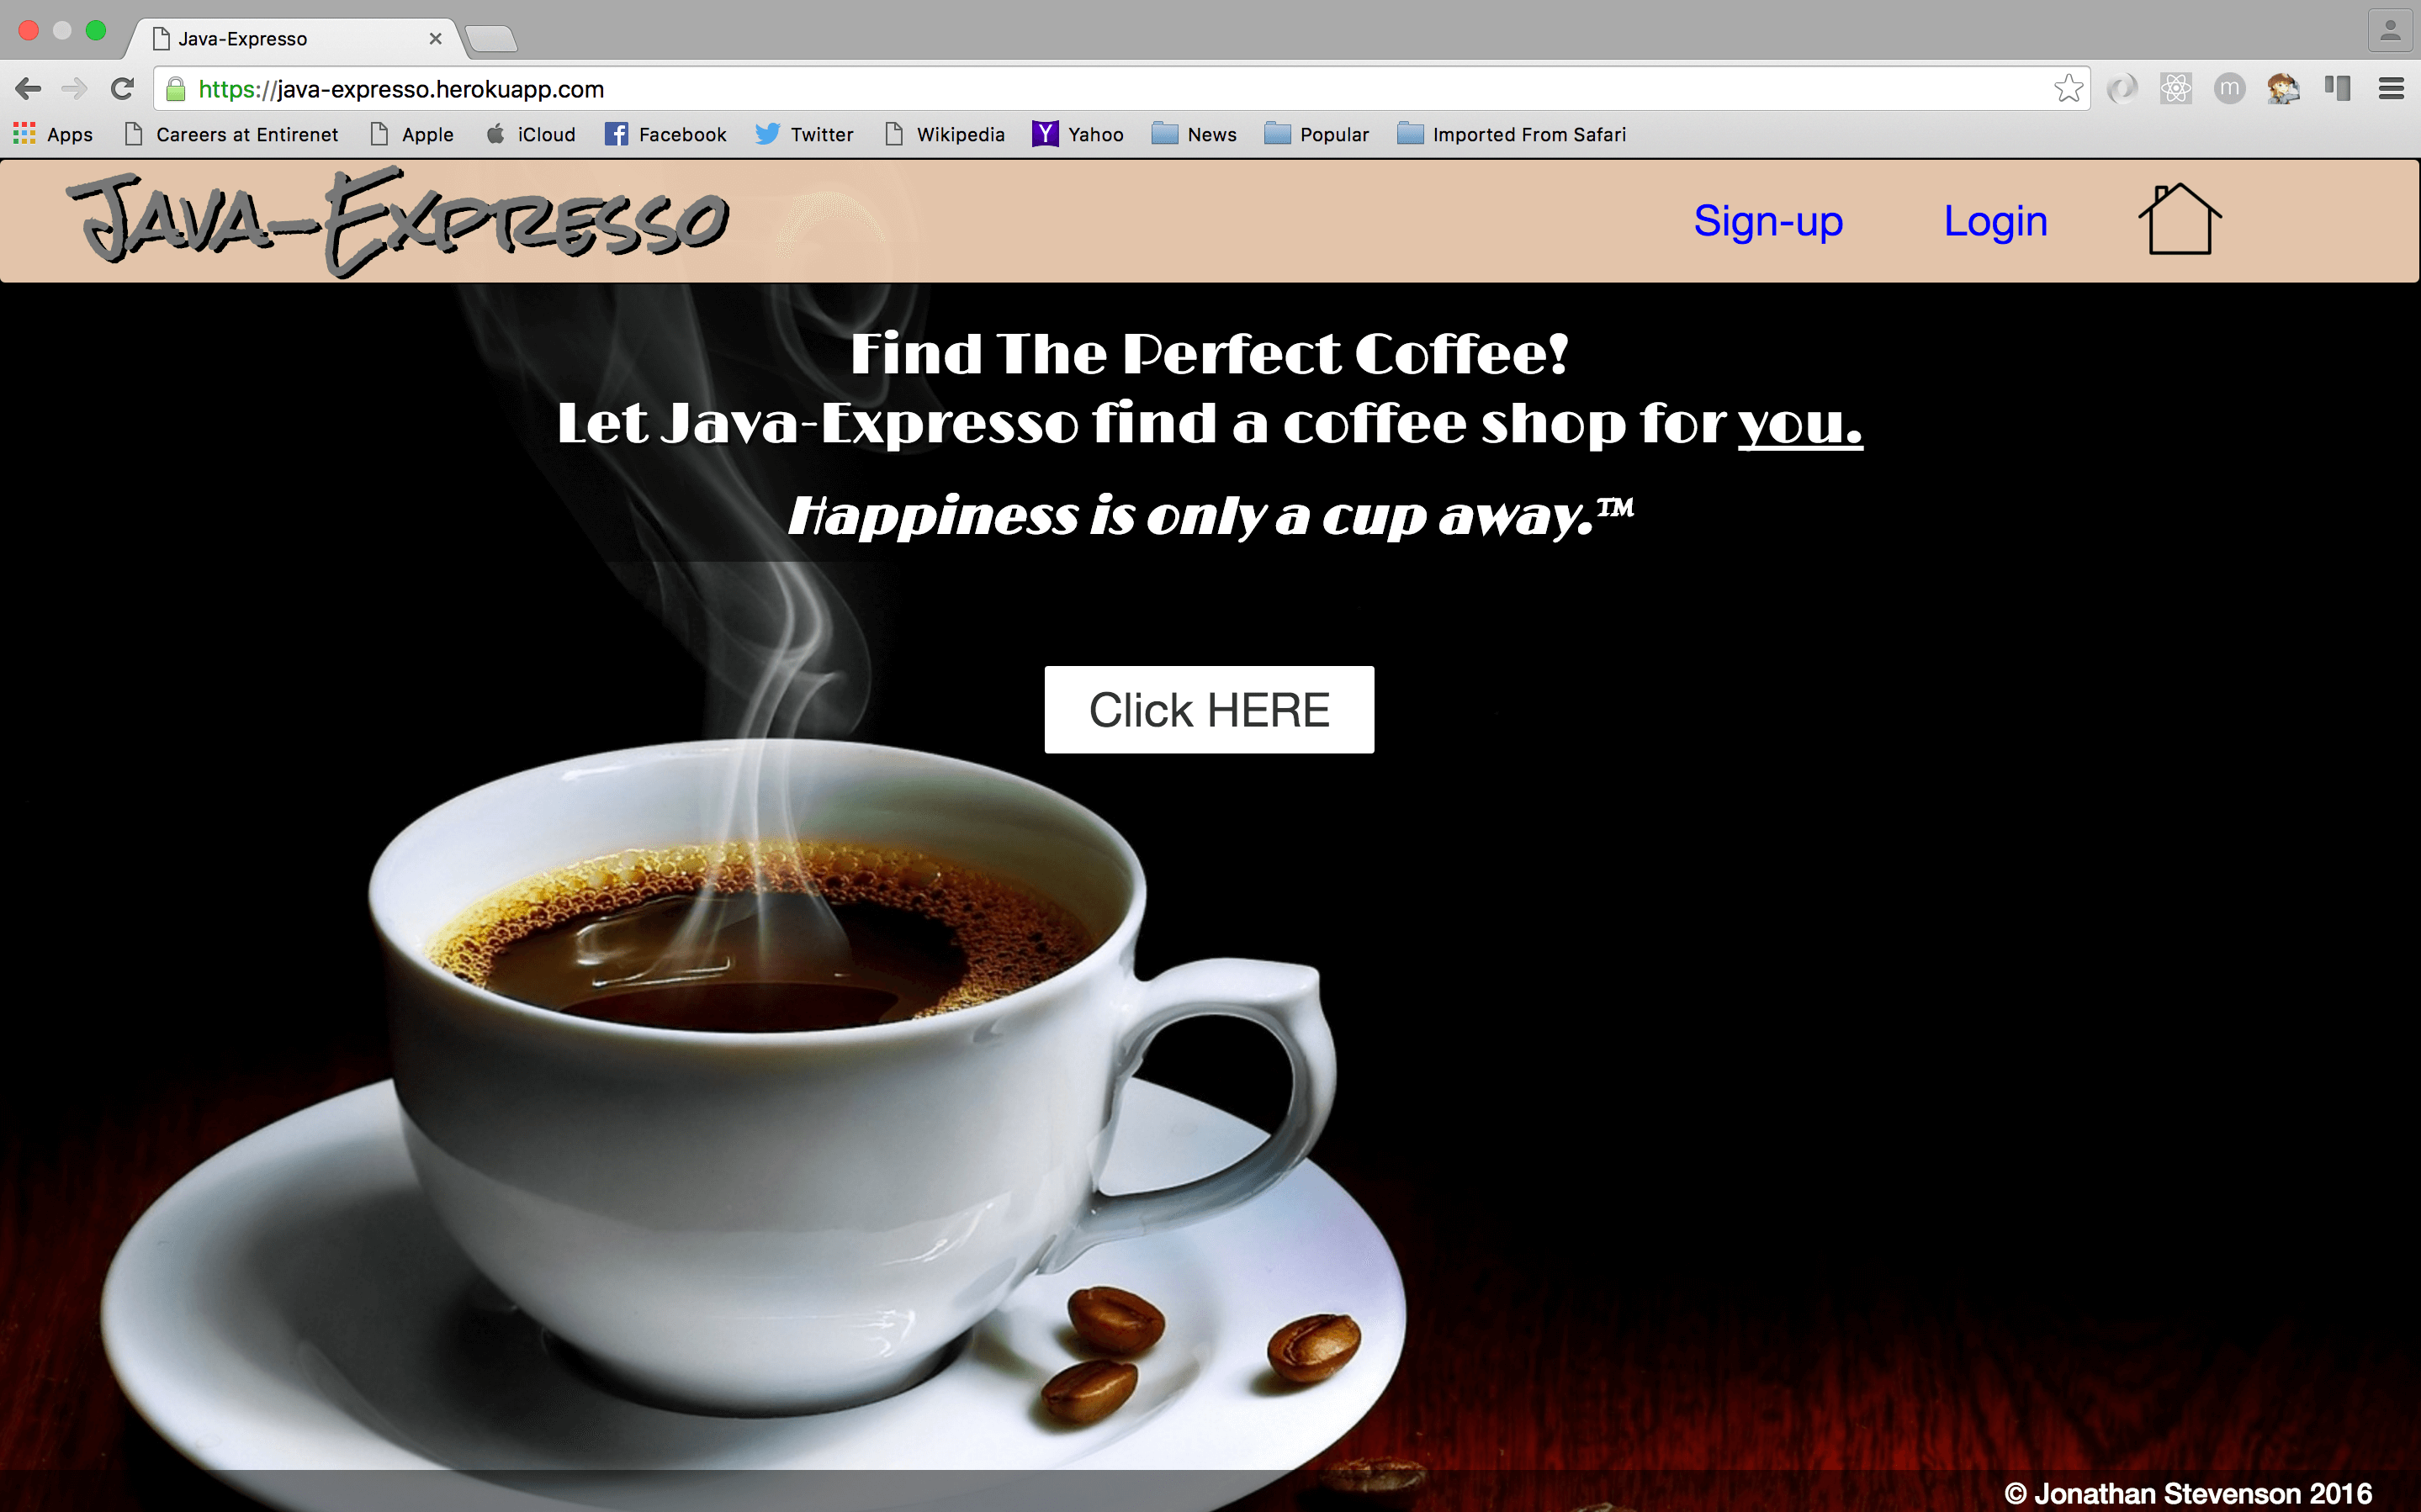 Java-Expresso
https://java-expresso.herokuapp.com
m
Apps Careers at Entirenet Apple iCloud Facebook Twitter Wikipedia Y Yahoo News Popular Imported From Safari
Java-Expresso Sign-up Login
Find The Perfect Coffee!
Let Java-Expresso find a coffee shop for you.
Happiness is only a cup away.™
Click HERE
© Jonathan Stevenson 2016